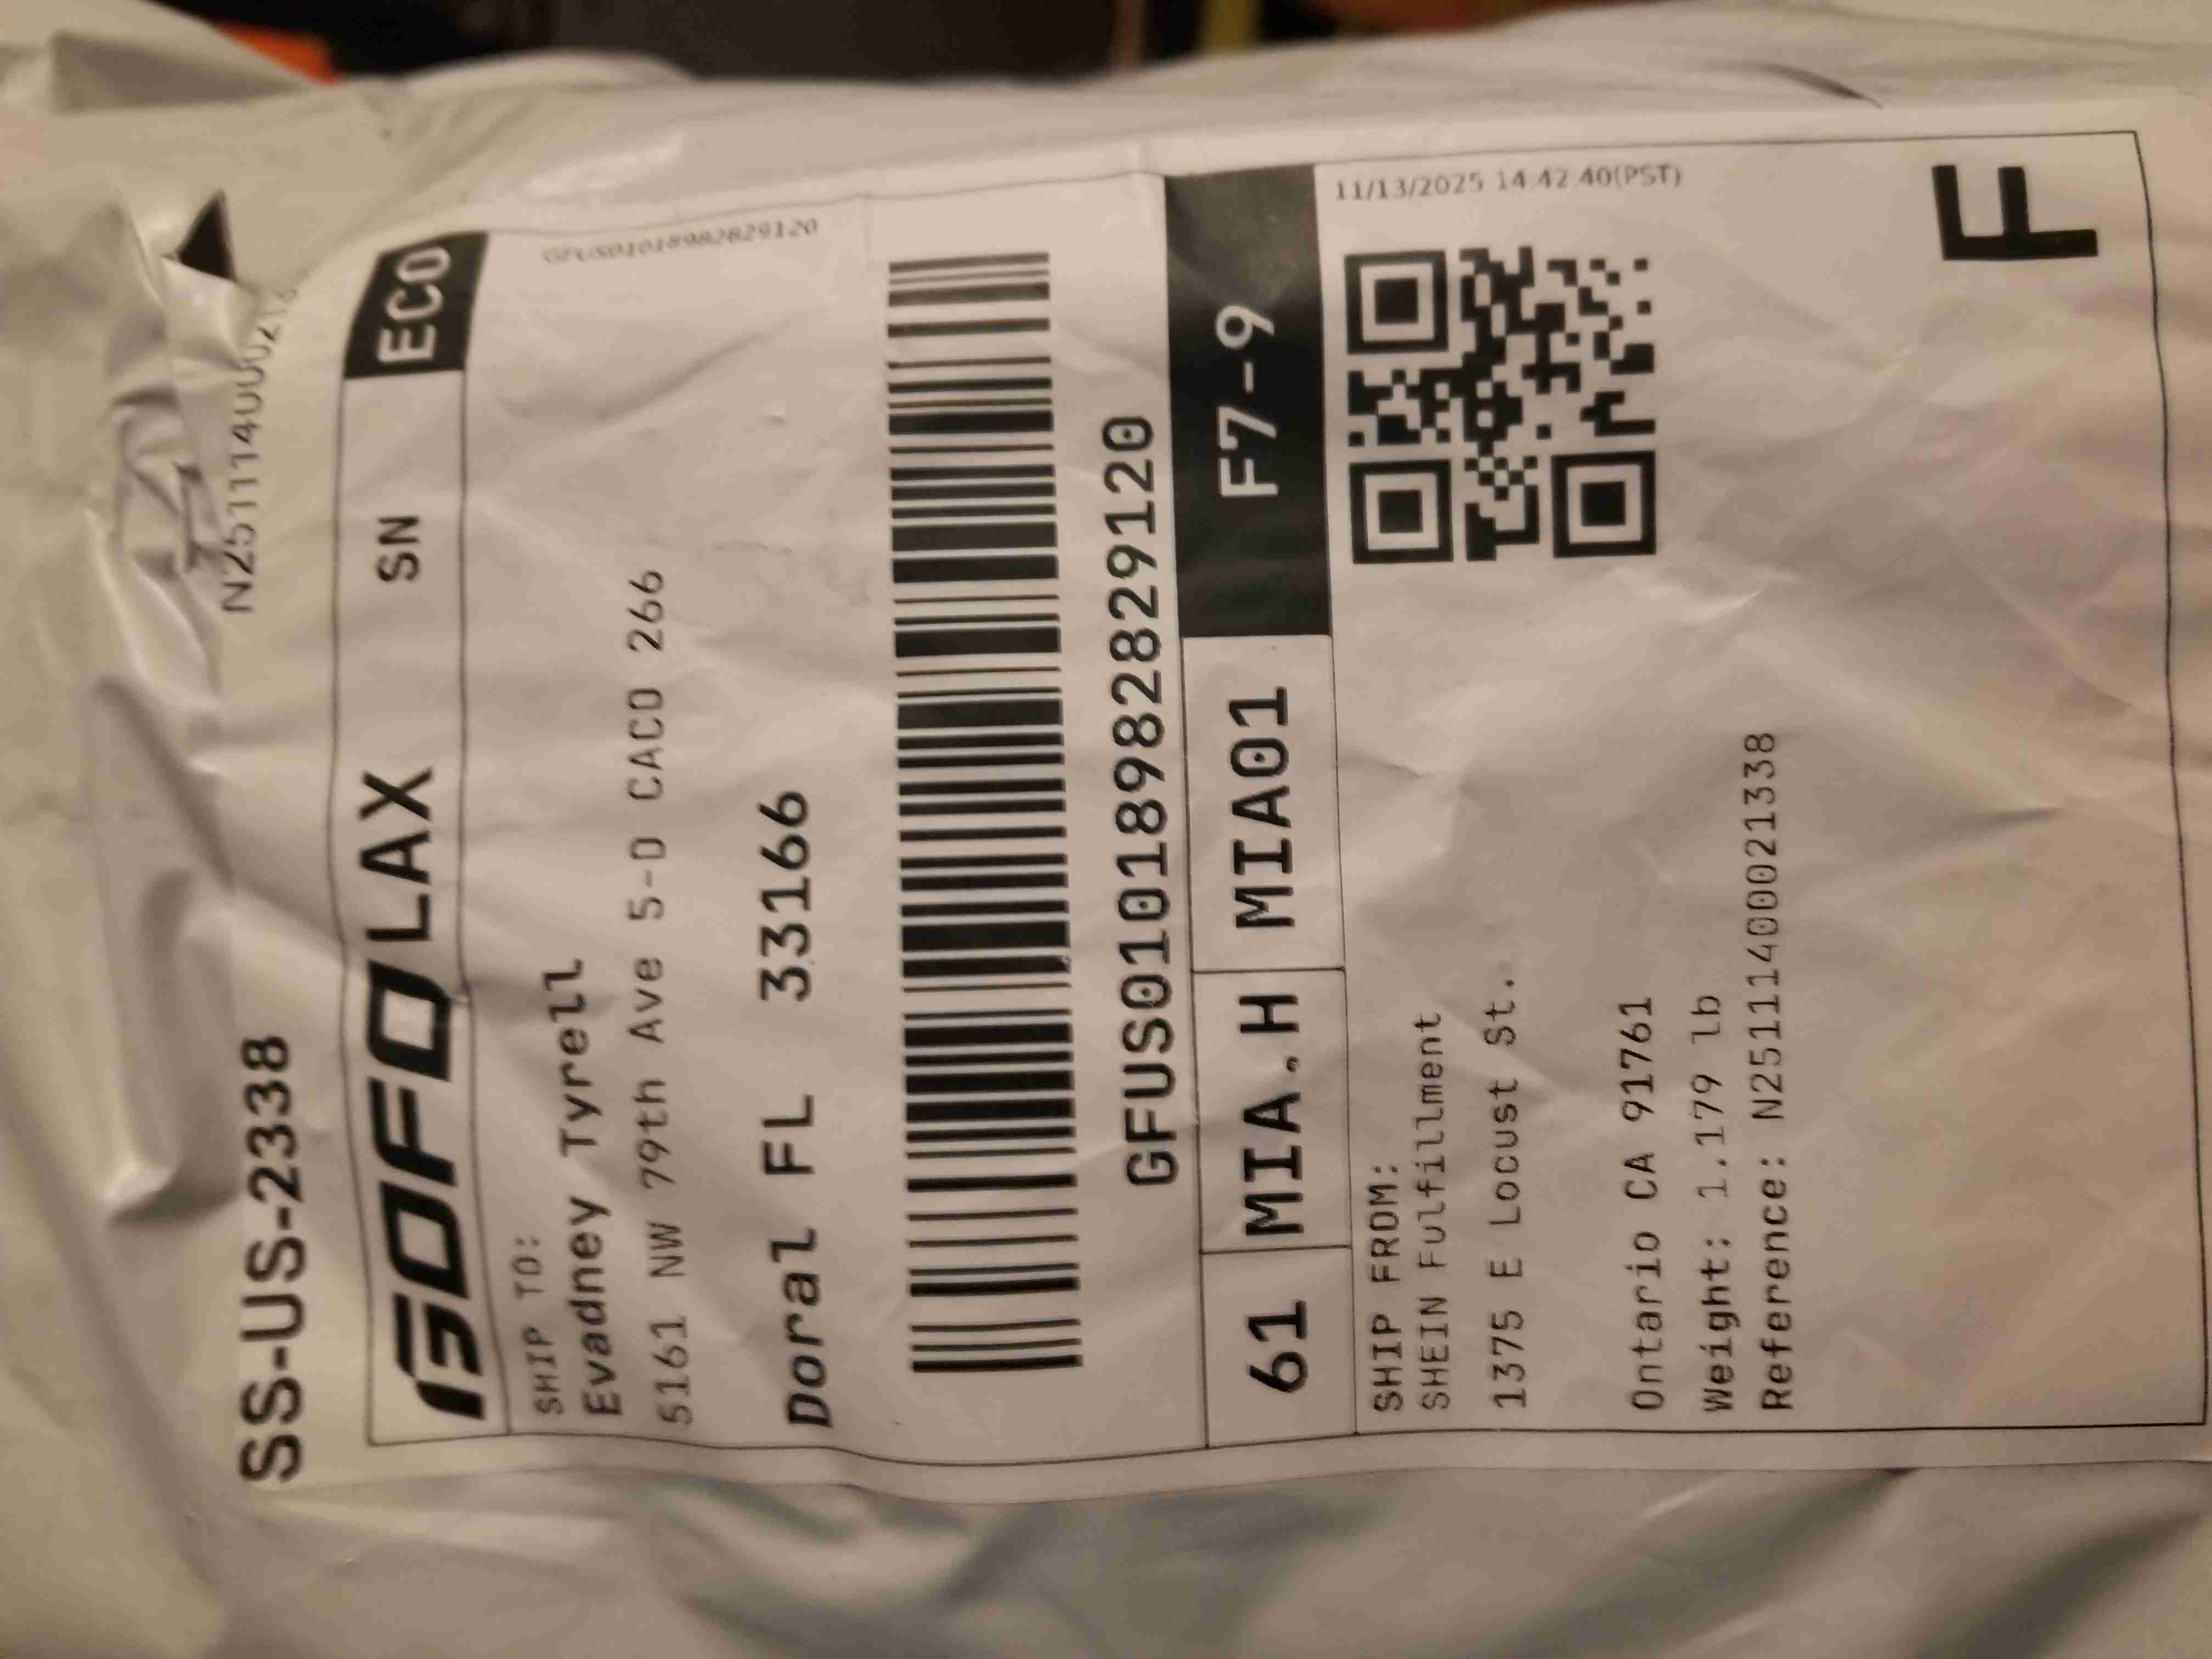 SS-US-2338
GOFO LAX SN ECO
SHIP TO:
GFUS01018982829120
Evadney Tyrell
5161 NW 79th Ave 5-D CACO 266
Doral FL 33166
GFUS01018982829120
61 MIA.H MIA01 F7-9
11/13/2025 14:42:40(PST)
SHIP FROM:
SHEIN Fulfillment
1375 E Locust St.
Ontario CA 91761
Weight: 1.179 lb
Reference: N25111400021338
F